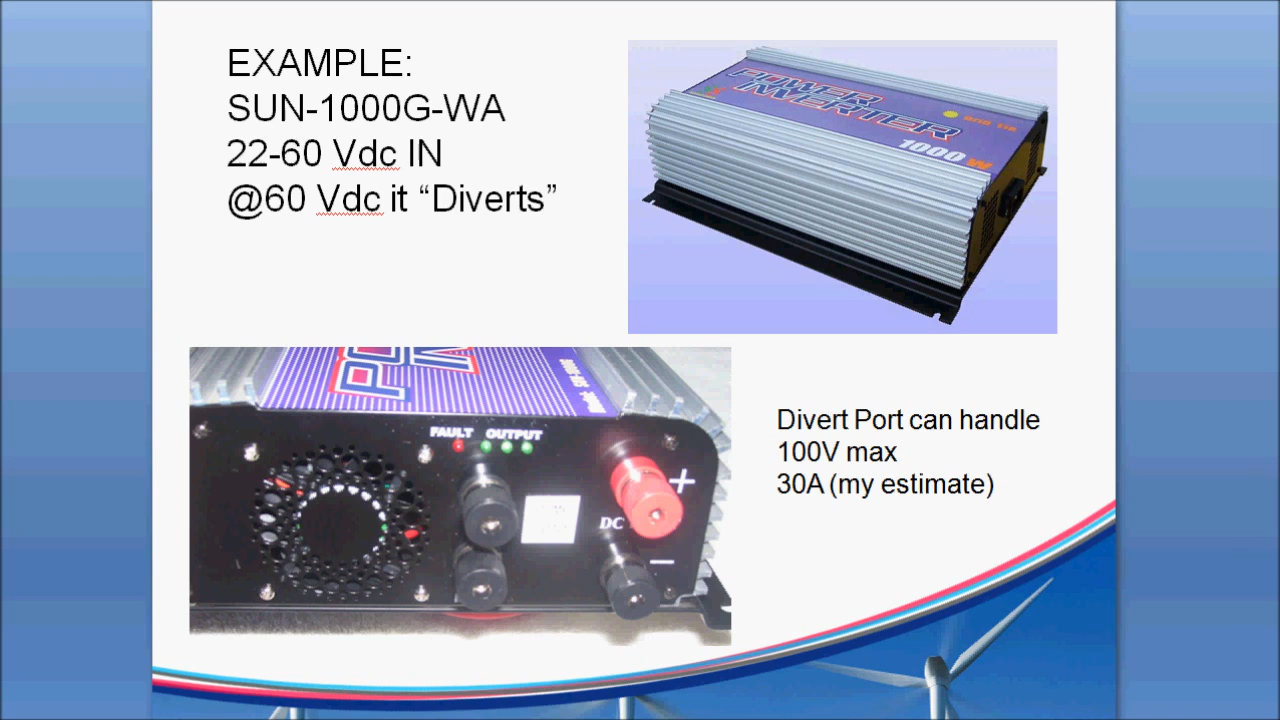 EXAMPLE:
SUN-1000G-WA
22-60 Vdc IN
@60 Vdc it “Diverts”
POWER
INVERTER
1000 W
FAULT OUTPUT
+
DC
—
Divert Port can handle
100V max
30A (my estimate)